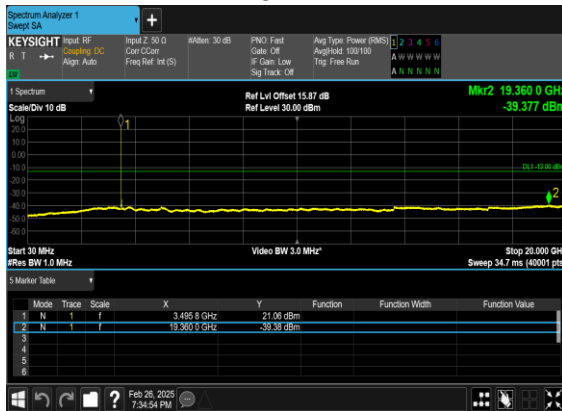 Spectrum Analyzer 1
Swept SA
KEYSIGHT Input: RF Input Z: 50 Ω #Atten: 30 dB PNO: Fast Avg Type: Power (RMS) 1 2 3 4 5 6
R T Coupling: DC Corr CCorr Gate: Off Avg|Hold: 100/100 A W W W W W
Align: Auto Freq Ref: Int (S) IF Gain: Low Trig: Free Run
Sig Track: Off A N N N N N
1 Spectrum Ref Lvl Offset 15.87 dB Mkr2 19.360 0 GHz
Scale/Div 10 dB Ref Level 30.00 dBm -39.377 dBm
Log
20.0
10.0
0.00
-10.0
DL1 -13.00 dBm
-20.0
-30.0
-40.0
-50.0
-60.0
1
2
Start 30 MHz Video BW 3.0 MHz* Stop 20.000 GHz
#Res BW 1.0 MHz Sweep 34.7 ms (40001 pts)
5 Marker Table
Mode Trace Scale X Y Function Function Width Function Value
1 N 1 f 3.495 8 GHz 21.06 dBm
2 N 1 f 19.360 0 GHz -39.38 dBm
3
4
5
6
Feb 26, 2025
7:34:54 PM